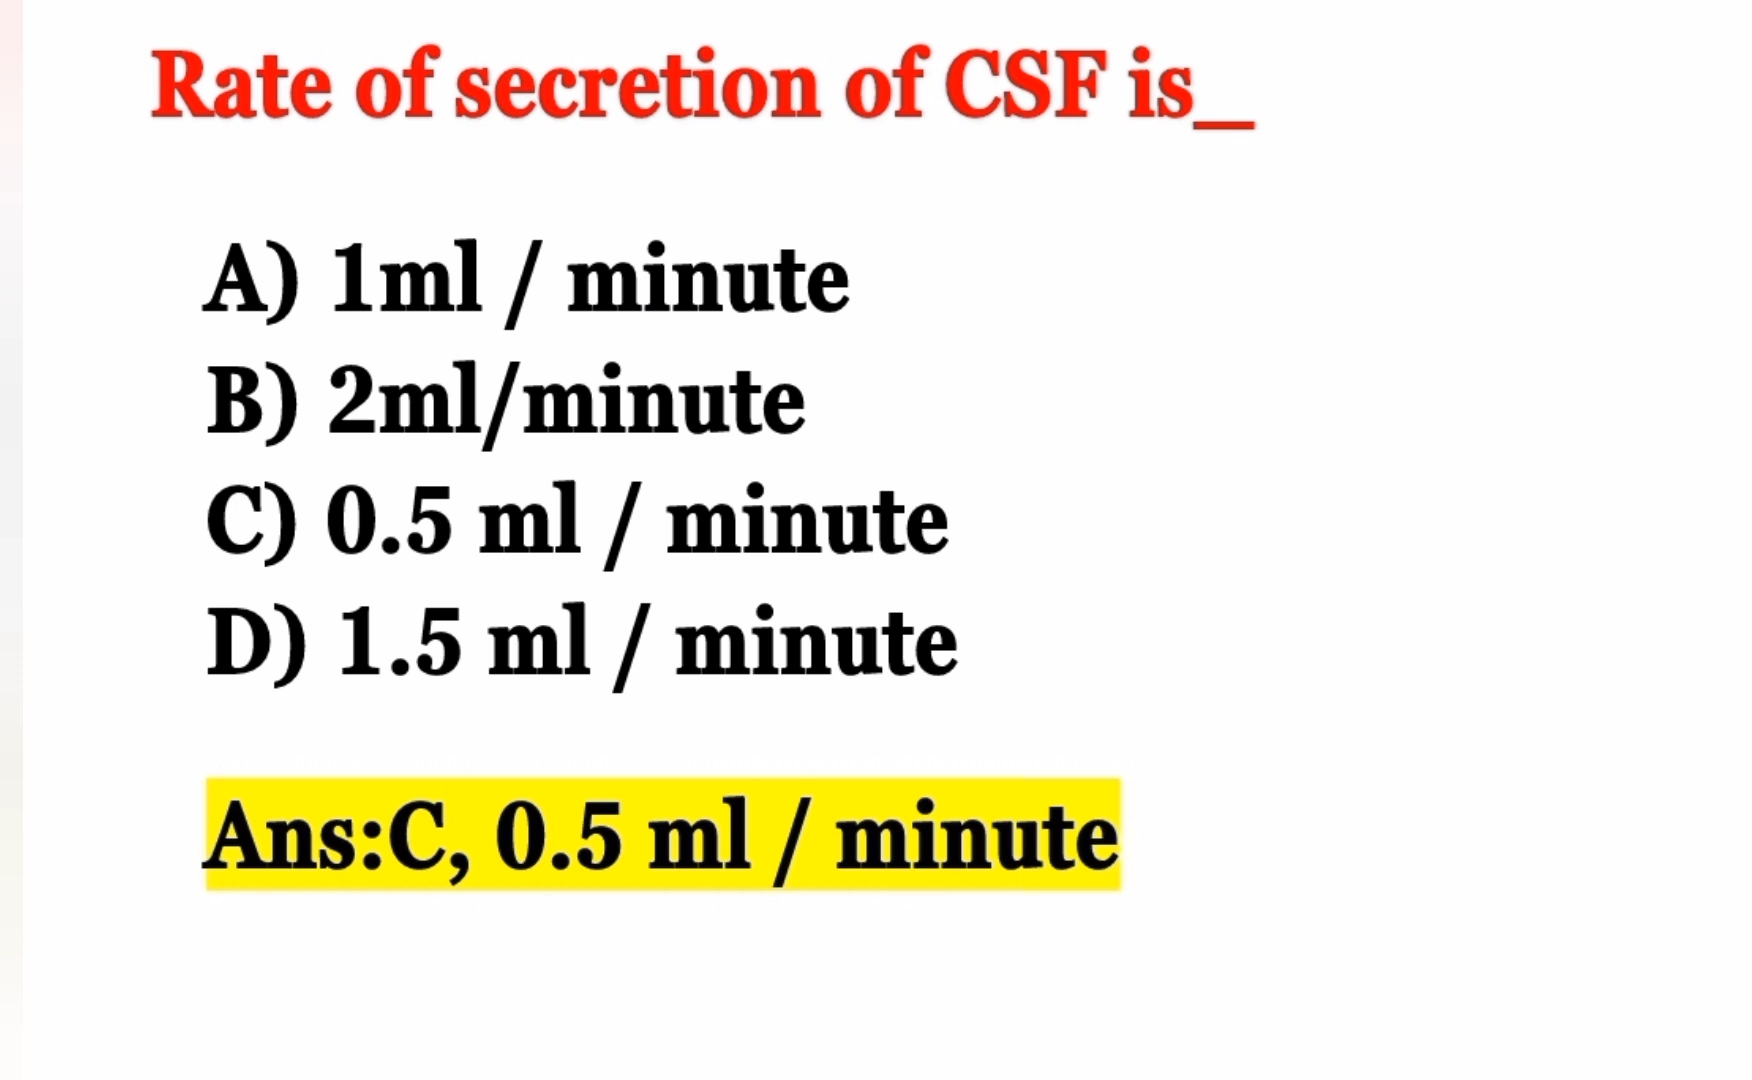 Rate of secretion of CSF is_
A) 1ml / minute
B) 2ml/minute
C) 0.5 ml / minute
D) 1.5 ml / minute
Ans:C, 0.5 ml / minute